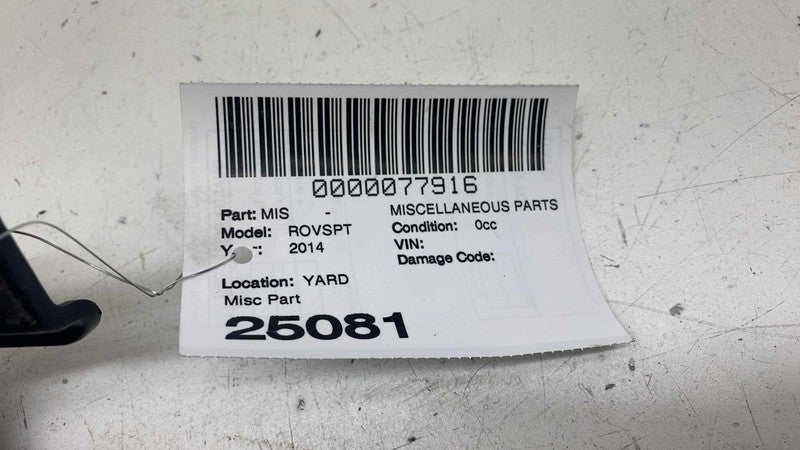 0000077916
Part: MIS - MISCELLANEOUS PARTS
Model: ROVSPT Condition: 0cc
2014 VIN:
Damage Code:
Location: YARD
Misc Part
25081